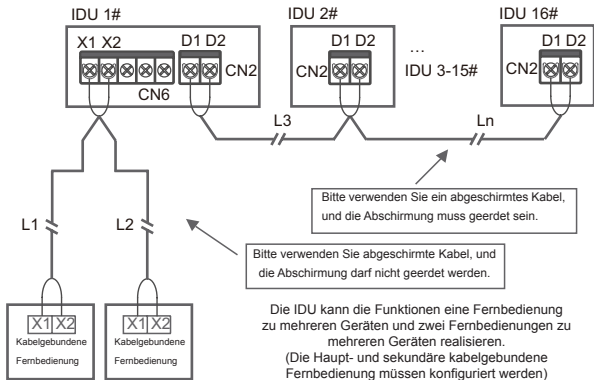 IDU 1#
IDU 2#
IDU 16#
X1 X2
D1 D2
CN2
CN6
D1 D2
CN2
...
IDU 3-15#
D1 D2
CN2
L3
Ln
Bitte verwenden Sie ein abgeschirmtes Kabel,
und die Abschirmung muss geerdet sein.
L1
L2
Bitte verwenden Sie abgeschirmte Kabel, und
die Abschirmung darf nicht geerdet werden.
X1 X2
Kabelgebundene
Fernbedienung
X1 X2
Kabelgebundene
Fernbedienung
Die IDU kann die Funktionen eine Fernbedienung
zu mehreren Geräten und zwei Fernbedienungen zu
mehreren Geräten realisieren.
(Die Haupt- und sekundäre kabelgebundene
Fernbedienung müssen konfiguriert werden)